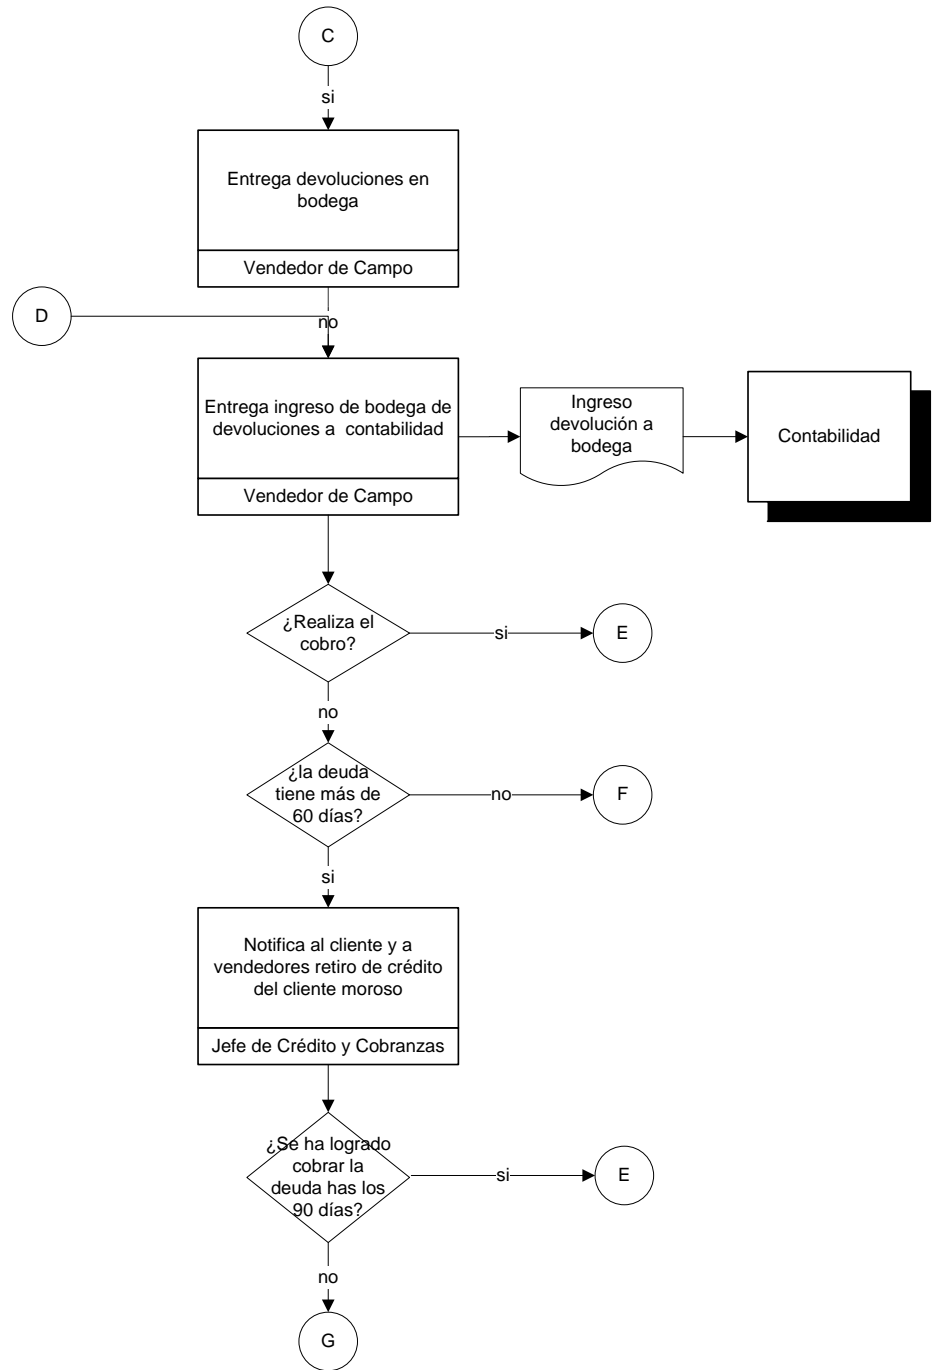 C
si
Entrega devoluciones en
bodega
Vendedor de Campo
D
no
Entrega ingreso de bodega de
devoluciones a contabilidad
Vendedor de Campo
Ingreso
devolución a
bodega
Contabilidad
¿Realiza el
cobro?
si
E
no
¿la deuda
tiene más de
60 días?
no
F
si
Notifica al cliente y a
vendedores retiro de crédito
del cliente moroso
Jefe de Crédito y Cobranzas
¿Se ha logrado
cobrar la
deuda has los
90 días?
si
E
no
G